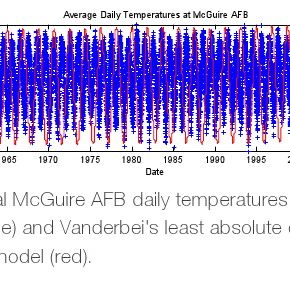 Average Daily Temperatures at McGuire AFB
965 1970 1975 1980 1985 1990 1995 2
Date
al McGuire AFB daily temperatures
e) and Vanderbei's least absolute
model (red).